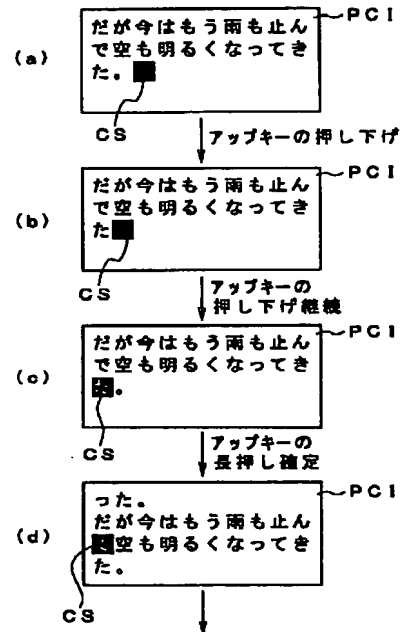 (a)
だが今はもう雨も止ん
で空も明るくなってき
た。
PCI
CS
アップキーの押し下げ
(b)
だが今はもう雨も止ん
で空も明るくなってき
た
PCI
CS
アップキーの
押し下げ継続
(c)
だが今はもう雨も止ん
で空も明るくなってき
た。
PCI
CS
アップキーの
長押し確定
(d)
った。
だが今はもう雨も止ん
で空も明るくなってき
た。
PCI
CS